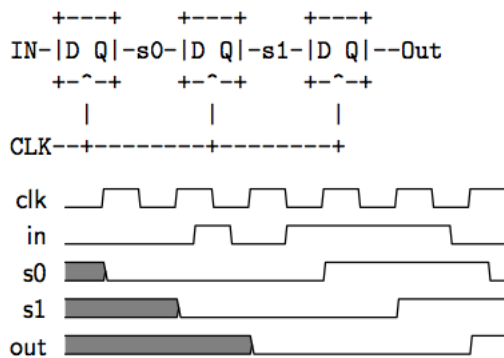 +---+     +---+     +---+
IN-|D Q|-s0-|D Q|-s1-|D Q|--Out
+-^-+     +-^-+     +-^-+
|         |         |
CLK--+---------+---------+
clk
in
s0
s1
out